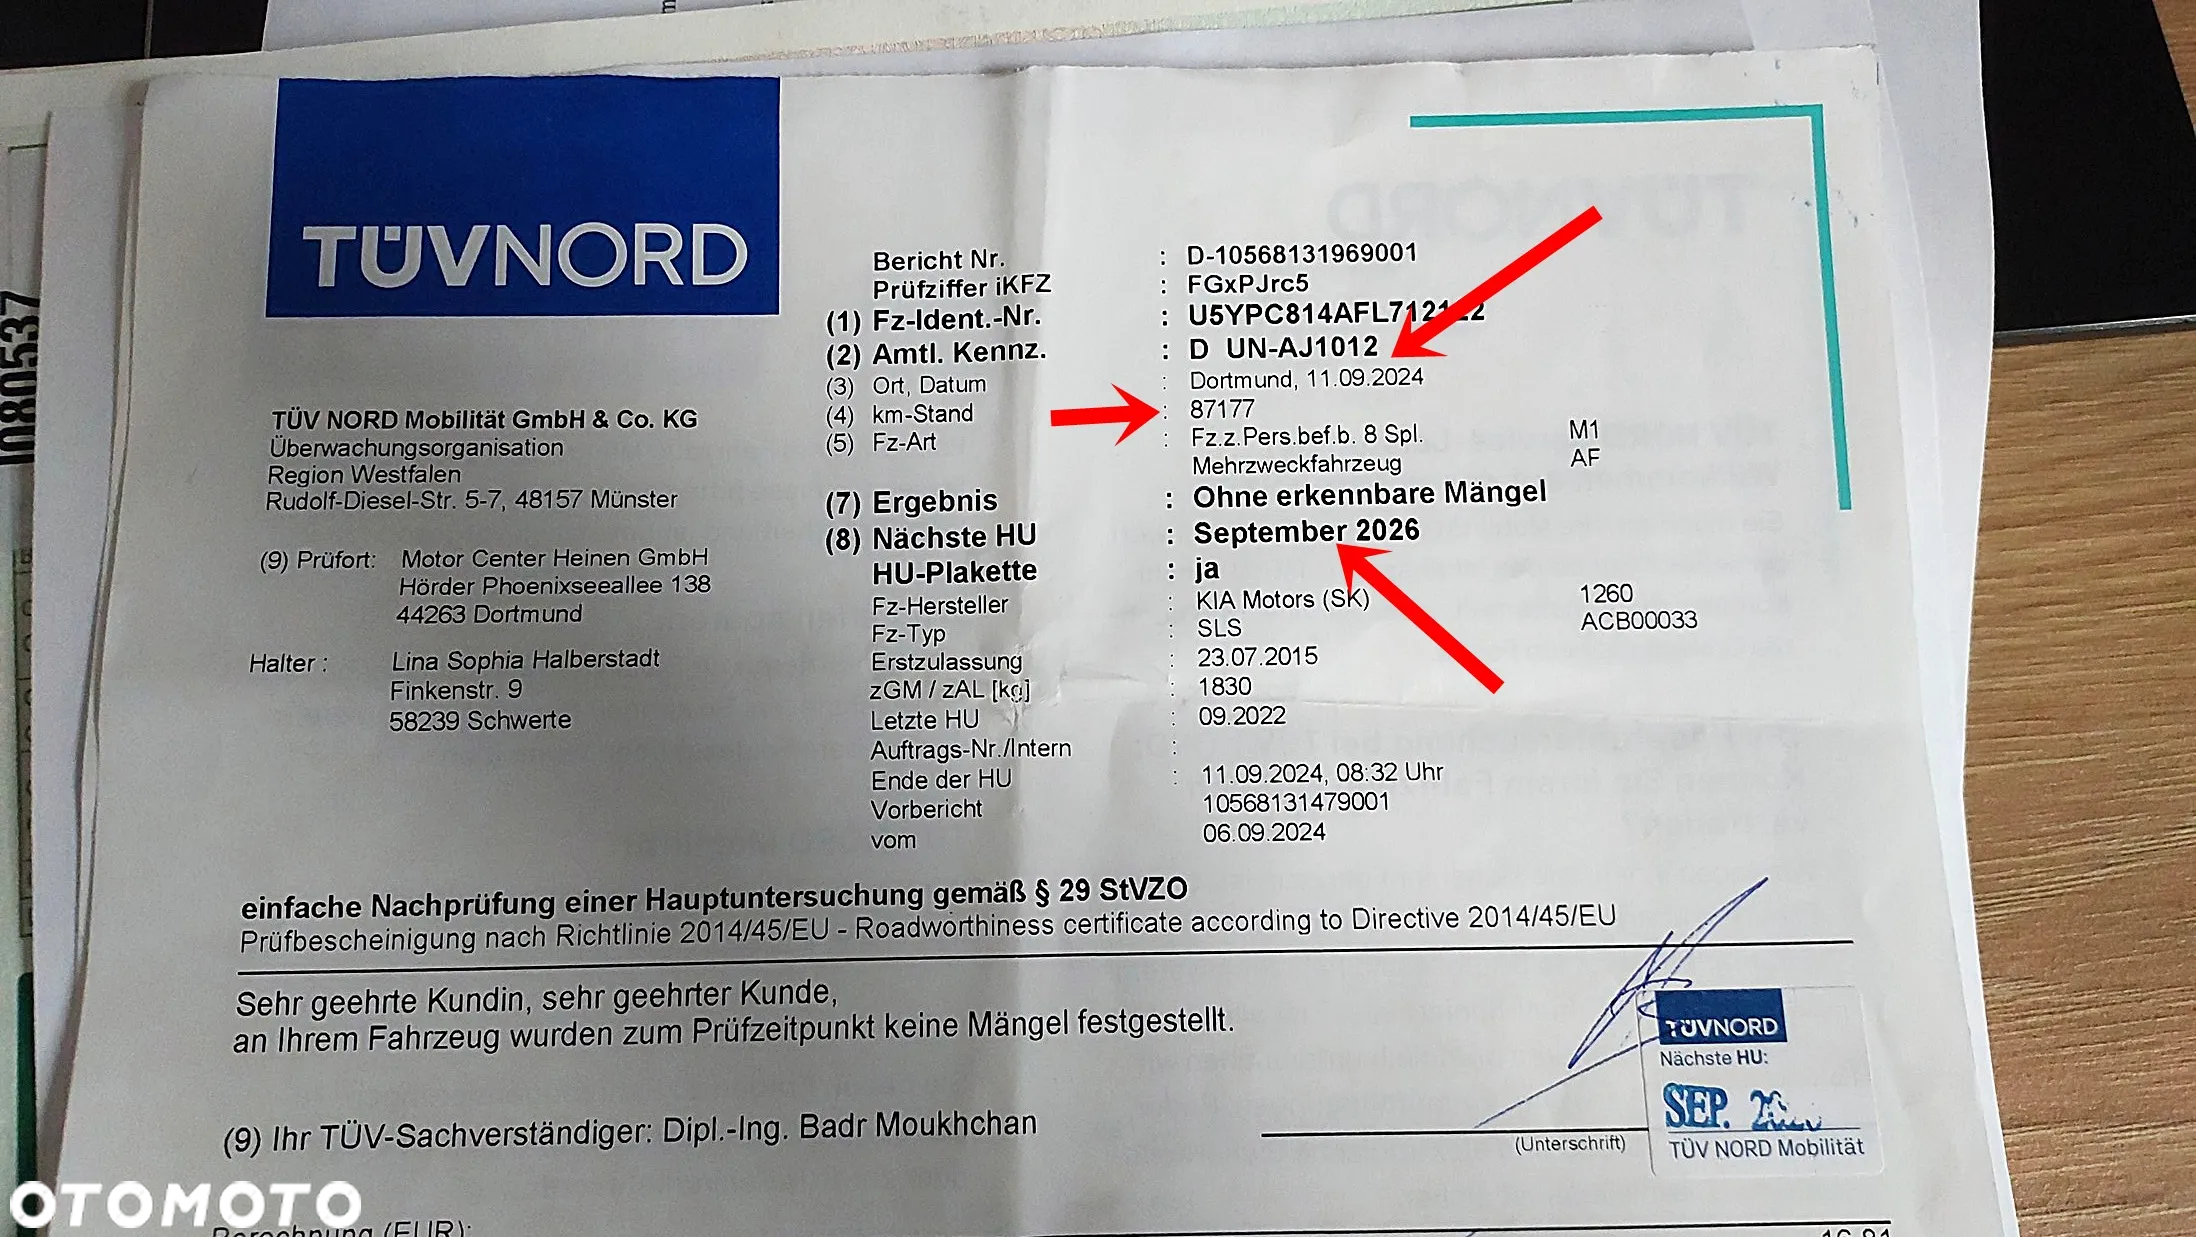 TÜVNORD
Bericht Nr. : D-10568131969001
Prüfziffer iKFZ : FGxPJrc5
(1) Fz-Ident.-Nr. :
(2) Amtl. Kennz. : D UN-AJ1012
(3) Ort, Datum : Dortmund, 11.09.2024
(4) km-Stand : 87177
(5) Fz-Art : Fz.z.Pers.bef.b. 8 Spl. M1
Mehrzweckfahrzeug AF
(7) Ergebnis : Ohne erkennbare Mängel
(8) Nächste HU : September 2026
HU-Plakette : ja
Fz-Hersteller : KIA Motors (SK) 1260
Fz-Typ : SLS ACB00033
Erstzulassung : 23.07.2015
zGM / zAL [kg] : 1830
Letzte HU : 09.2022
Auftrags-Nr./Intern :
Ende der HU : 11.09.2024, 08:32 Uhr
Vorbericht 10568131479001
vom 06.09.2024
TÜV NORD Mobilität GmbH & Co. KG
Überwachungsorganisation
Region Westfalen
Rudolf-Diesel-Str. 5-7, 48157 Münster
(9) Prüfort: Motor Center Heinen GmbH
Hörder Phoenixseeallee 138
44263 Dortmund
Halter : Lina Sophia Halberstadt
Finkenstr. 9
58239 Schwerte
einfache Nachprüfung einer Hauptuntersuchung gemäß § 29 StVZO
Prüfbescheinigung nach Richtlinie 2014/45/EU - Roadworthiness certificate according to Directive 2014/45/EU
Sehr geehrte Kundin, sehr geehrter Kunde,
an Ihrem Fahrzeug wurden zum Prüfzeitpunkt keine Mängel festgestellt.
(9) Ihr TÜV-Sachverständiger: Dipl.-Ing. Badr Moukhchan
(Unterschrift)
TÜVNORD
Nächste HU:
SEP.
TÜV NORD Mobilität
OTOMOTO